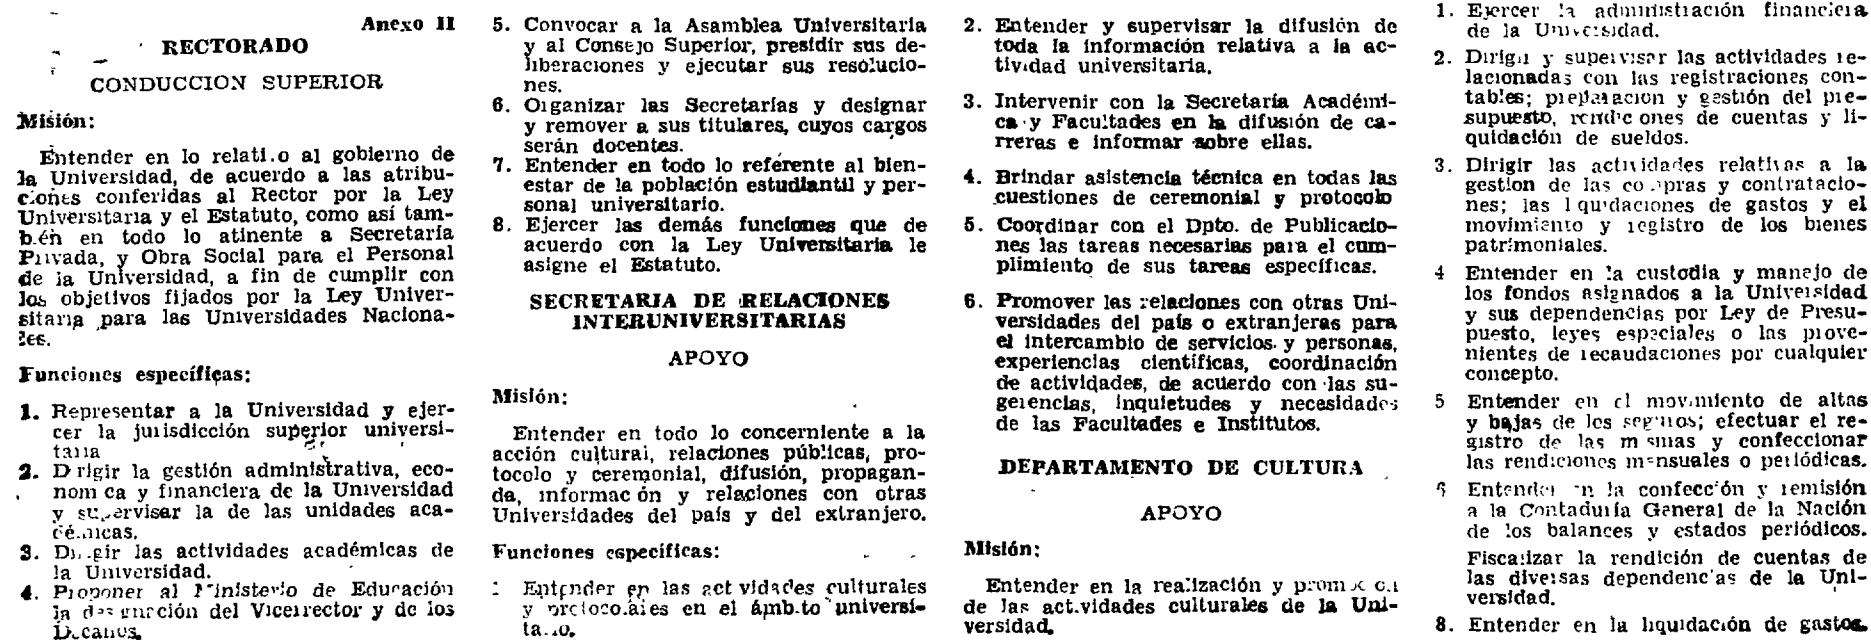 Anexo II
RECTORADO
CONDUCCION SUPERIOR
Misión:
Entender en lo relati.o al gobierno de
la Universidad, de acuerdo a las atribu-
ciones conferidas al Rector por la Ley
Universitaria y el Estatuto, como así tam-
b.én en todo lo atinente a Secretaría
Privada, y Obra Social para el Personal
de la Universidad, a fin de cumplir con
los objetivos fijados por la Ley Univer-
sitaria para las Universidades Naciona-
les.
Funciones específicas:
1. Representar a la Universidad y ejer-
cer la jurisdicción superior universi-
taria
2. Dirigir la gestión administrativa, eco-
nom ca y financiera de la Universidad
y supervisar la de las unidades aca-
démicas.
3. Dirigir las actividades académicas de
la Universidad.
4. Proponer al Ministerio de Educación
la designación del Vicerrector y de los
Decanos.
5. Convocar a la Asamblea Universitaria
y al Consejo Superior, presidir sus de-
liberaciones y ejecutar sus resolucio-
nes.
6. Organizar las Secretarías y designar
y remover a sus titulares, cuyos cargos
serán docentes.
7. Entender en todo lo referente al bien-
estar de la población estudiantil y per-
sonal universitario.
8. Ejercer las demás funciones que de
acuerdo con la Ley Universitaria le
asigne el Estatuto.
SECRETARIA DE RELACIONES
INTERUNIVERSITARIAS
APOYO
Misión:
Entender en todo lo concerniente a la
acción cultural, relaciones públicas, pro-
tocolo y ceremonial, difusión, propagan-
da, informac ón y relaciones con otras
Universidades del país y del extranjero.
Funciones específicas:
Entender en las act vidades culturales
y protocolares en el ámb.to universi-
ta.io.
2. Entender y supervisar la difusión de
toda la información relativa a la ac-
tividad universitaria.
3. Intervenir con la Secretaría Académi-
ca y Facultades en la difusión de ca-
rreras e informar sobre ellas.
4. Brindar asistencia técnica en todas las
cuestiones de ceremonial y protocolo
5. Coordinar con el Dpto. de Publicacio-
nes las tareas necesarias para el cum-
plimiento de sus tareas específicas.
6. Promover las relaciones con otras Uni-
versidades del país o extranjeras para
el intercambio de servicios y personas,
experiencias científicas, coordinación
de actividades, de acuerdo con las su-
gerencias, inquietudes y necesidades
de las Facultades e Institutos.
DEPARTAMENTO DE CULTURA
APOYO
Misión:
Entender en la realización y promoción
de las act.vidades culturales de la Uni-
versidad.
1. Ejercer la administración financiera
de la Universidad.
2. Dirigir y supervisar las actividades re-
lacionadas con las registraciones con-
tables; preparación y gestión del pre-
supuesto, rendic ones de cuentas y li-
quidación de sueldos.
3. Dirigir las actividades relativas a la
gestion de las compras y contratacio-
nes; las l quidaciones de gastos y el
movimiento y registro de los bienes
patrimoniales.
4 Entender en la custodia y manejo de
los fondos asignados a la Universidad
y sus dependencias por Ley de Presu-
puesto, leyes especiales o las prove-
nientes de recaudaciones por cualquier
concepto.
5 Entender en el movimiento de altas
y bajas de los seguros; efectuar el re-
gistro de las m smas y confeccionar
las rendiciones mensuales o periódicas.
6 Entender en la confección y remisión
a la Contaduría General de la Nación
de los balances y estados periódicos.
Fiscalizar la rendición de cuentas de
las diversas dependencias de la Uni-
versidad.
8. Entender en la liquidación de gastos.